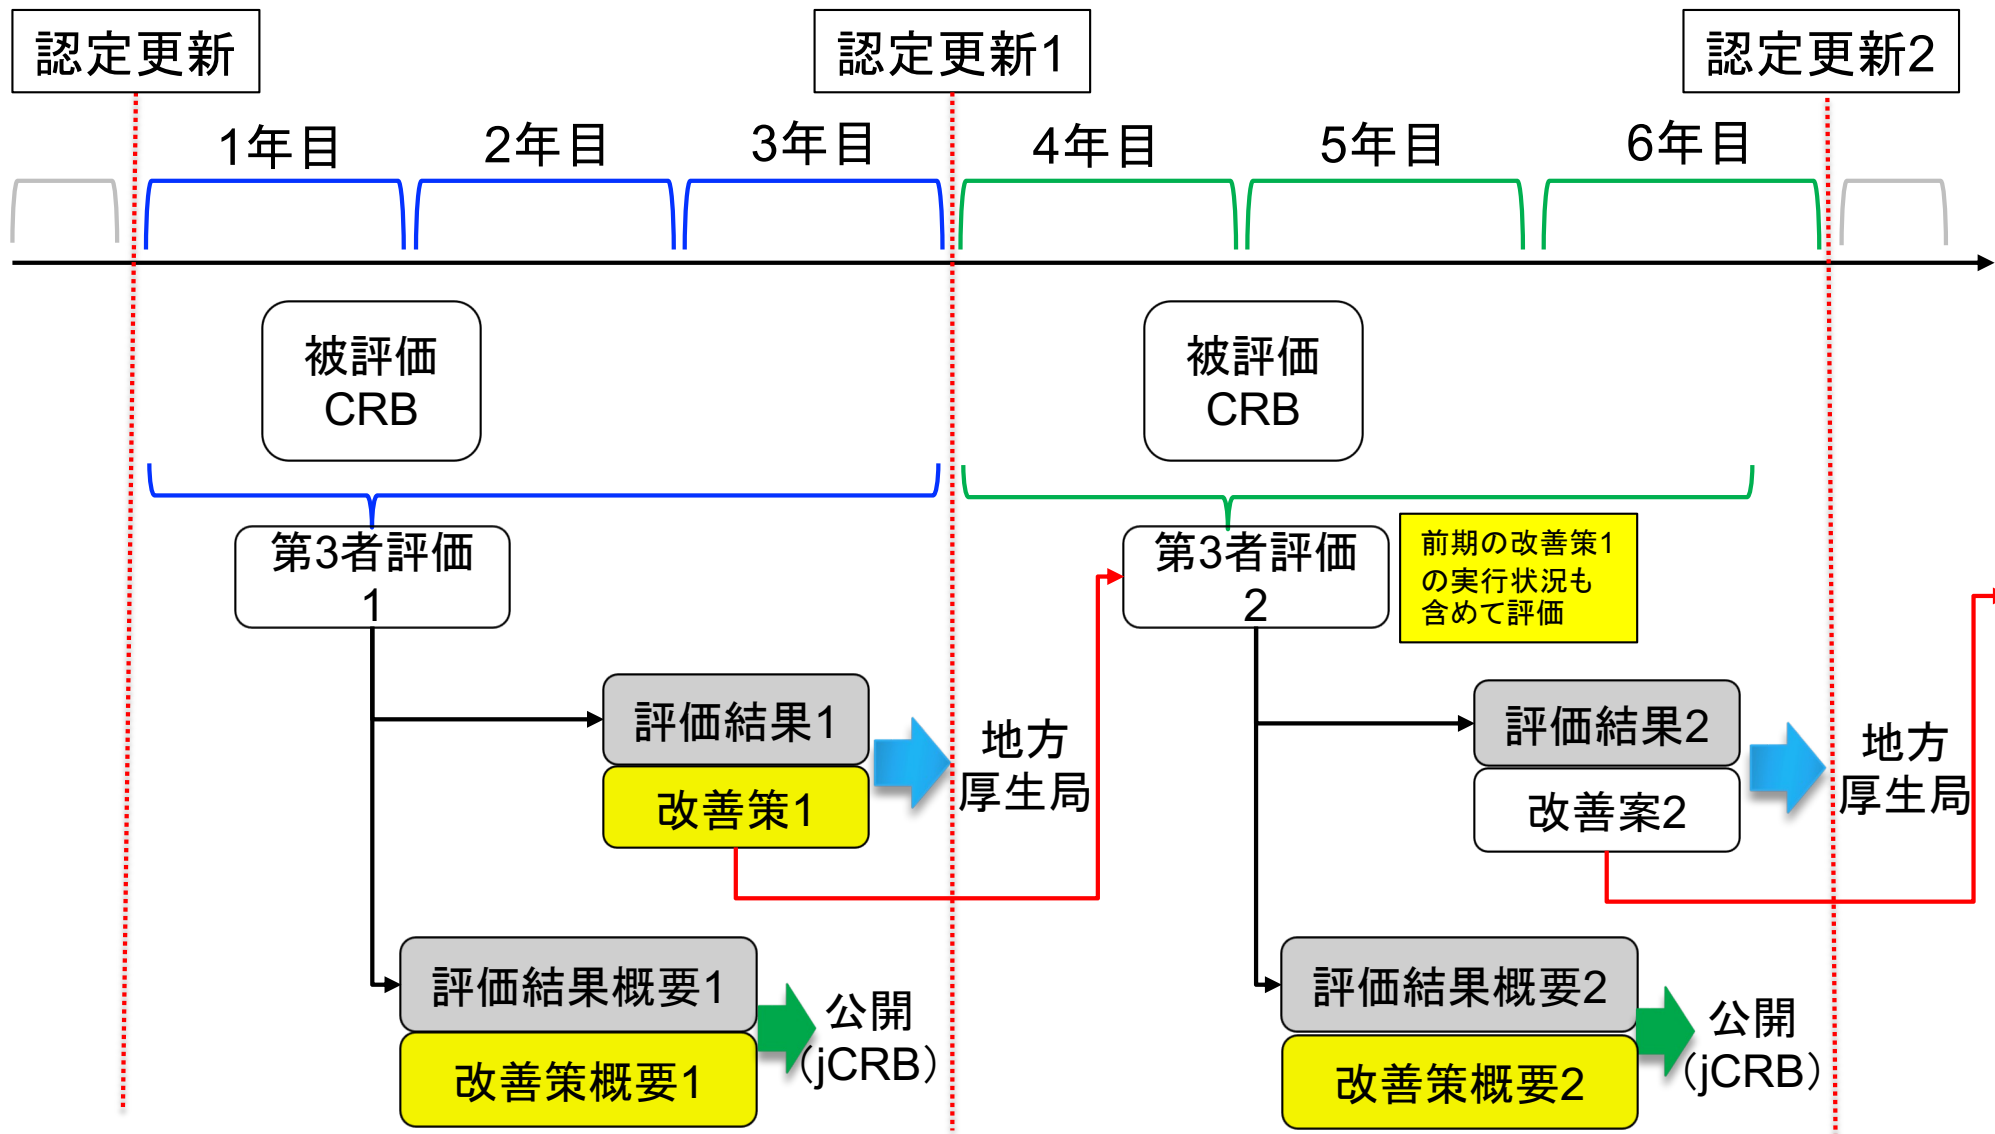 認定更新
認定更新1
認定更新2
1年目
2年目
3年目
4年目
5年目
6年目
被評価
CRB
被評価
CRB
第3者評価
1
第3者評価
2
前期の改善策1
の実行状況も
含めて評価
評価結果1
改善策1
地方
厚生局
評価結果2
改善案2
地方
厚生局
評価結果概要1
改善策概要1
公開
（jCRB）
評価結果概要2
改善策概要2
公開
（jCRB）